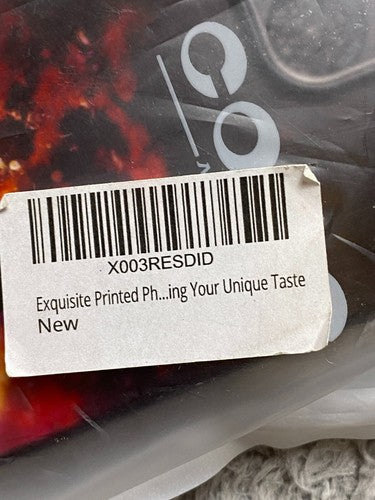 X003RESDID
Exquisite Printed Ph...ing Your Unique Taste
New